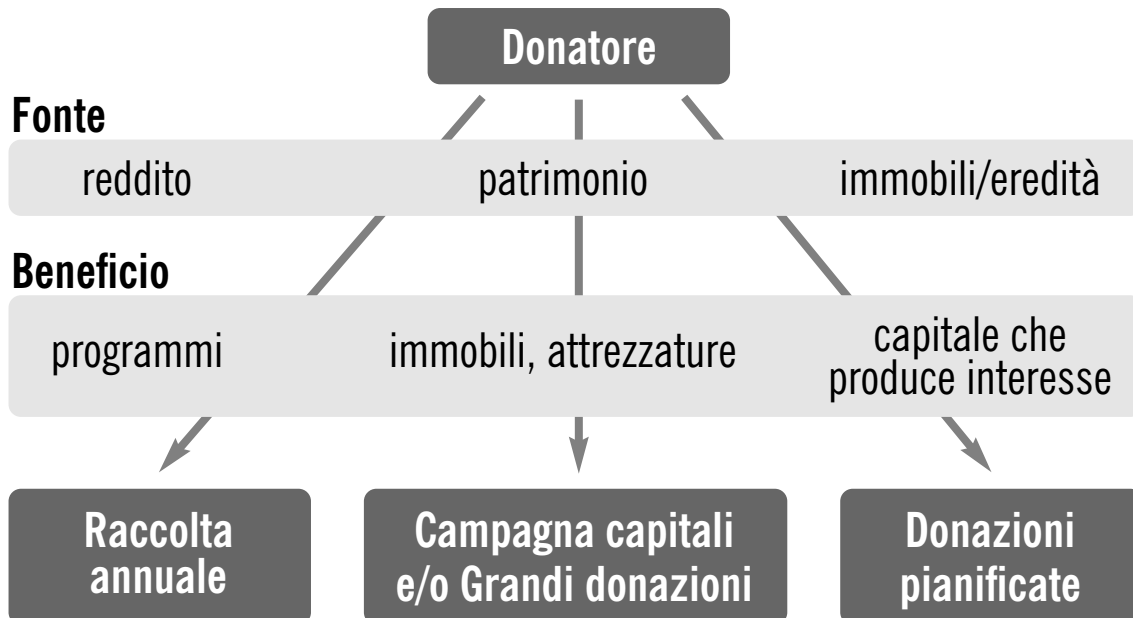 Donatore
Fonte
reddito
patrimonio
immobili/eredità
Beneficio
programmi
immobili, attrezzature
capitale che
produce interesse
Raccolta
annuale
Campagna capitali
e/o Grandi donazioni
Donazioni
pianificate